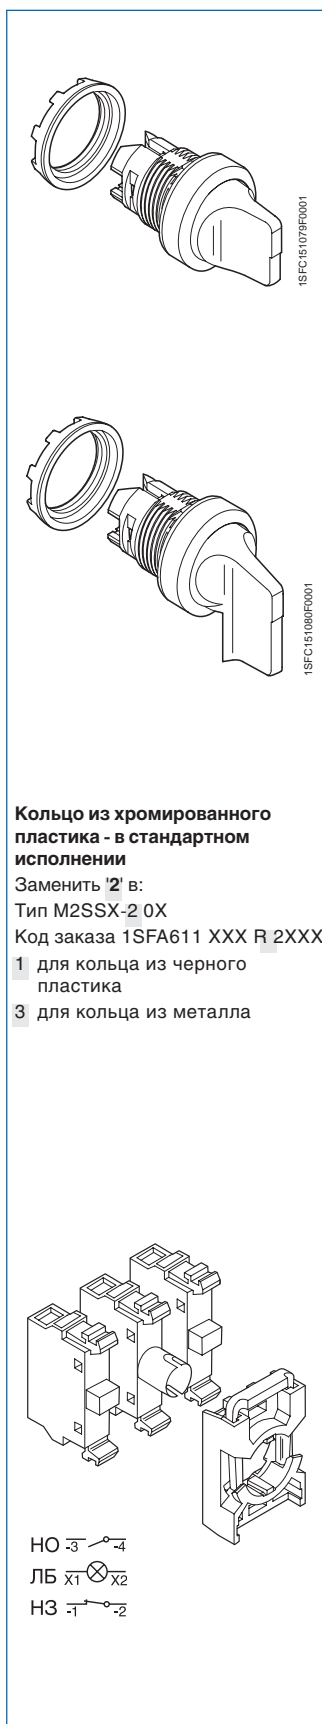 1SFC151079F0001
1SFC151080F0001
Кольцо из хромированного
пластика - в стандартном
исполнении
Заменить '2' в:
Тип M2SSX-2 0X
Код заказа 1SFA611 XXX R 2XXX
1 для кольца из черного
пластика
3 для кольца из металла
НО -3 -4
ЛБ X1 X2
НЗ -1 -2